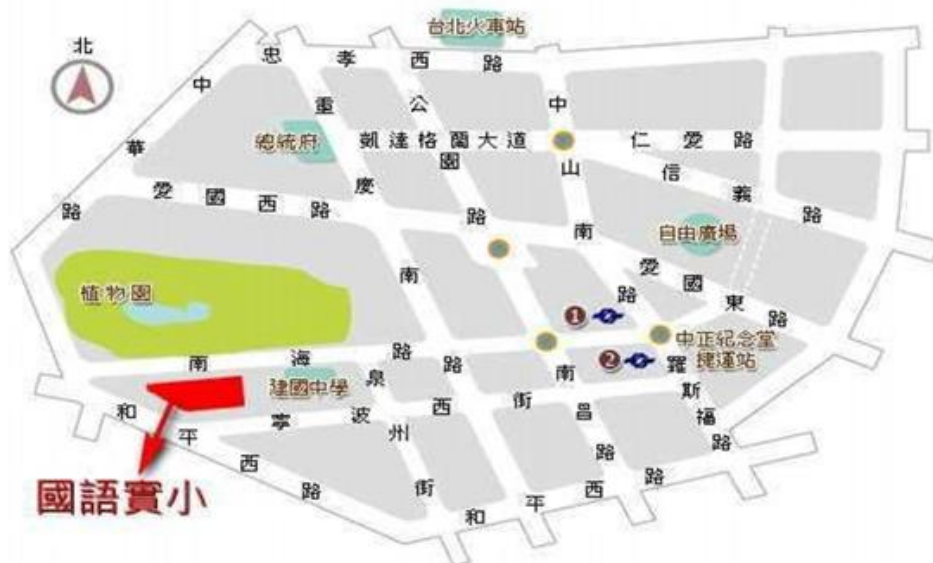 台北火車站
北
忠孝西路
中華路
重慶南路
公園路
中山南路
總統府
凱達格蘭大道
仁愛路
信義路
愛國西路
自由廣場
愛國東路
植物園
1
2
中正紀念堂
捷運站
南海路
建國中學
泉州街
寧波西街
南昌路
羅斯福路
和平西路
和平西路
國語實小